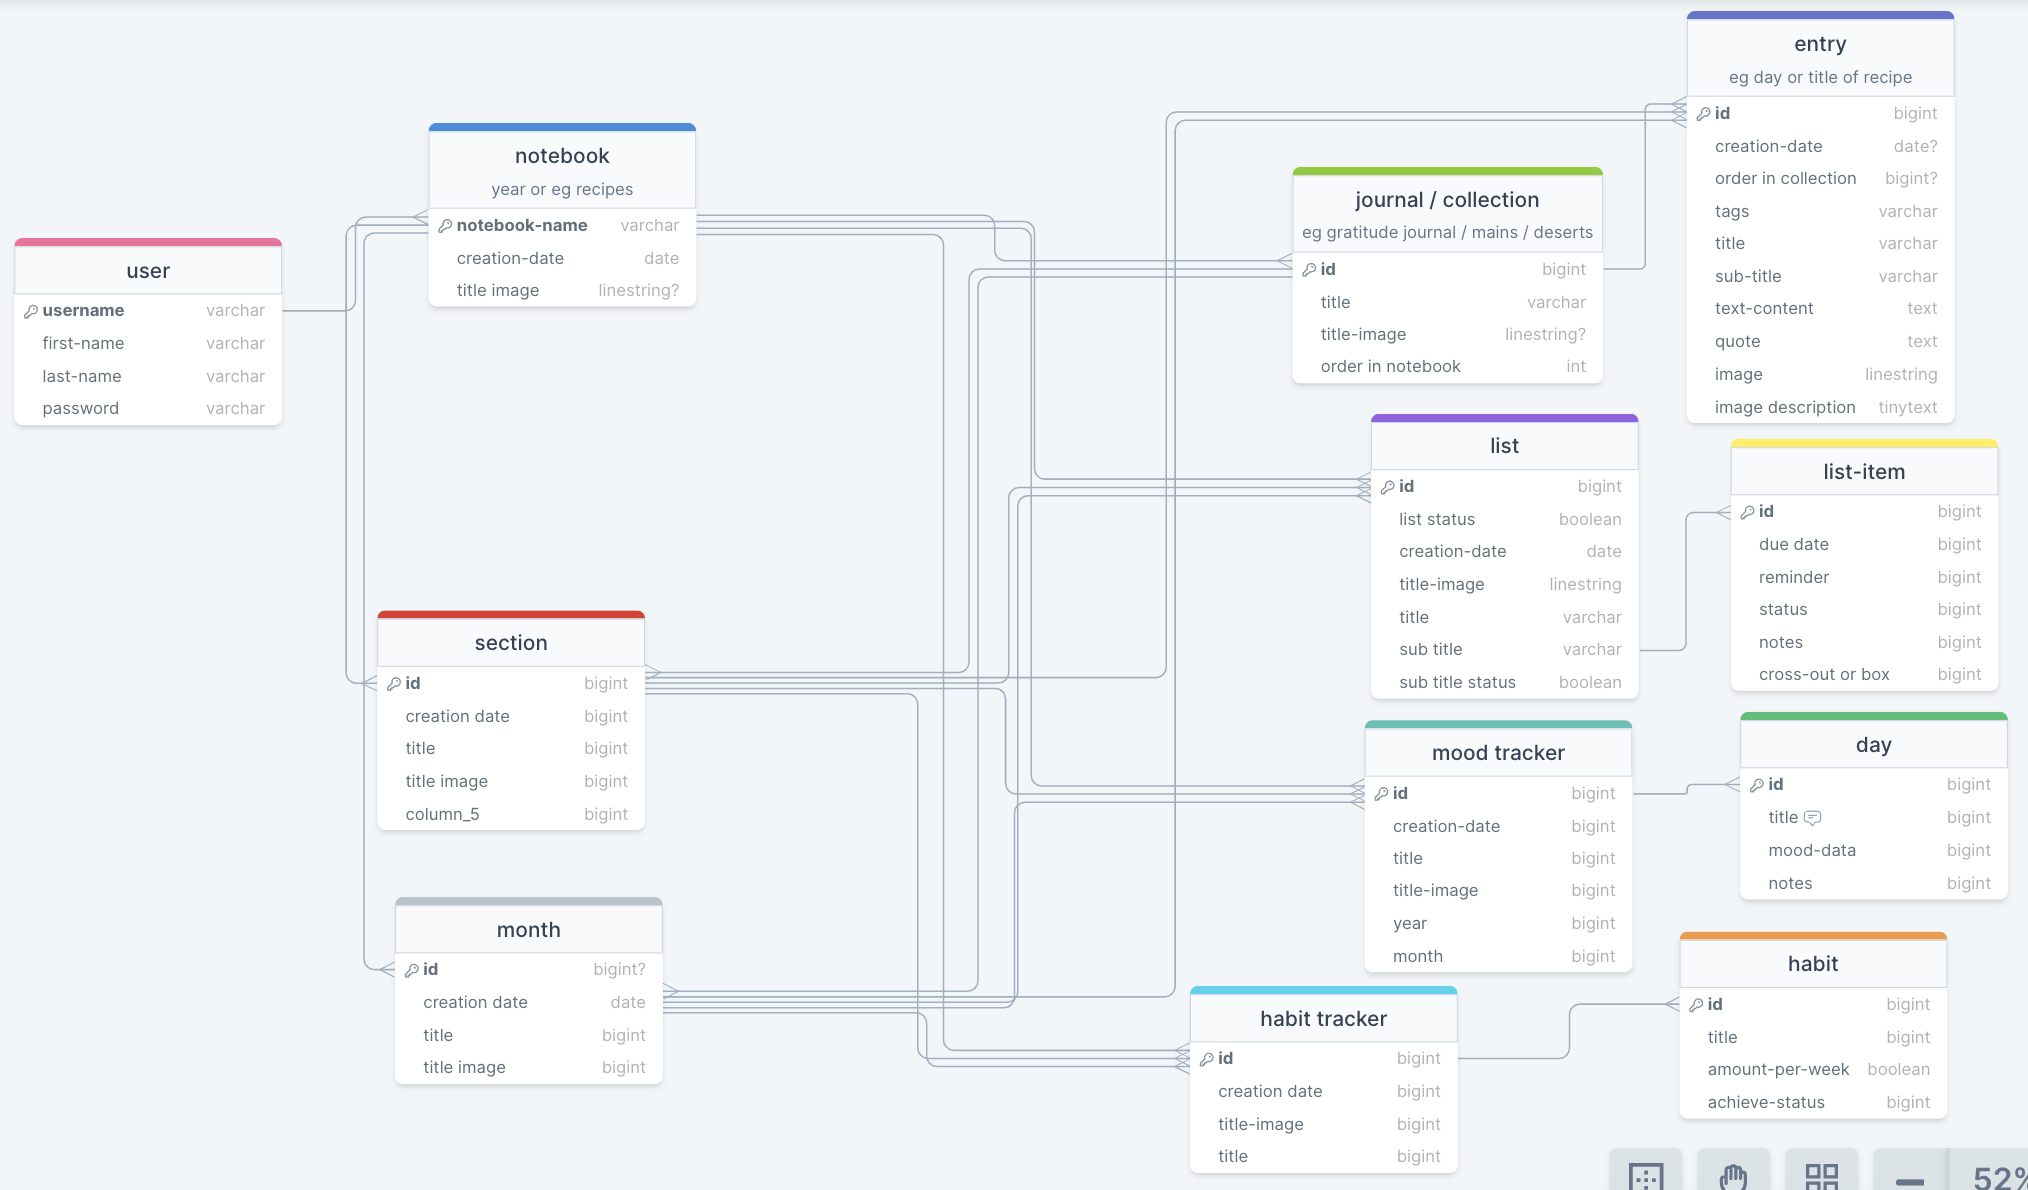 user
username varchar
first-name varchar
last-name varchar
password varchar
notebook
year or eg recipes
notebook-name varchar
creation-date date
title image linestring?
section
id bigint
creation date bigint
title bigint
title image bigint
column_5 bigint
month
id bigint?
creation date date
title bigint
title image bigint
journal / collection
eg gratitude journal / mains / deserts
id bigint
title varchar
title-image linestring?
order in notebook int
list
id bigint
list status boolean
creation-date date
title-image linestring
title varchar
sub title varchar
sub title status boolean
mood tracker
id bigint
creation-date bigint
title bigint
title-image bigint
year bigint
month bigint
habit tracker
id bigint
creation date bigint
title-image bigint
title bigint
entry
eg day or title of recipe
id bigint
creation-date date?
order in collection bigint?
tags varchar
title varchar
sub-title varchar
text-content text
quote text
image linestring
image description tinytext
list-item
id bigint
due date bigint
reminder bigint
status bigint
notes bigint
cross-out or box bigint
day
id bigint
title bigint
mood-data bigint
notes bigint
habit
id bigint
title bigint
amount-per-week boolean
achieve-status bigint
52%